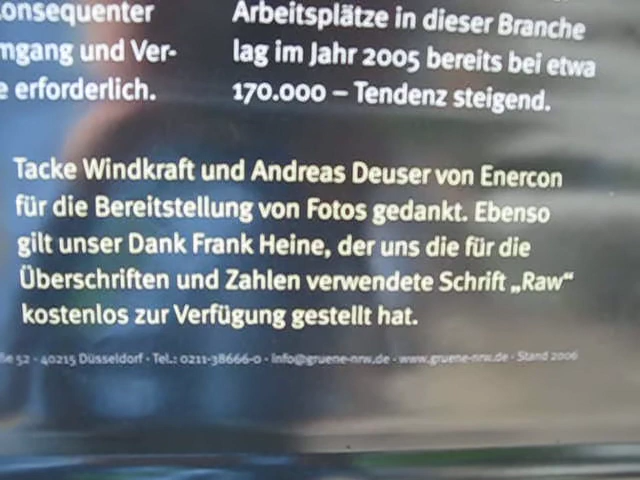 onsequenter
mgang und Ver-
e erforderlich.
Arbeitsplätze in dieser Branche
lag im Jahr 2005 bereits bei etwa
170.000 – Tendenz steigend.
Tacke Windkraft und Andreas Deuser von Enercon
für die Bereitstellung von Fotos gedankt. Ebenso
gilt unser Dank Frank Heine, der uns die für die
Überschriften und Zahlen verwendete Schrift „Raw“
kostenlos zur Verfügung gestellt hat.
52 · 40215 Düsseldorf · Tel.: 0211-38666-0 · info@gruene-nrw.de · www.gruene-nrw.de · Stand 2006